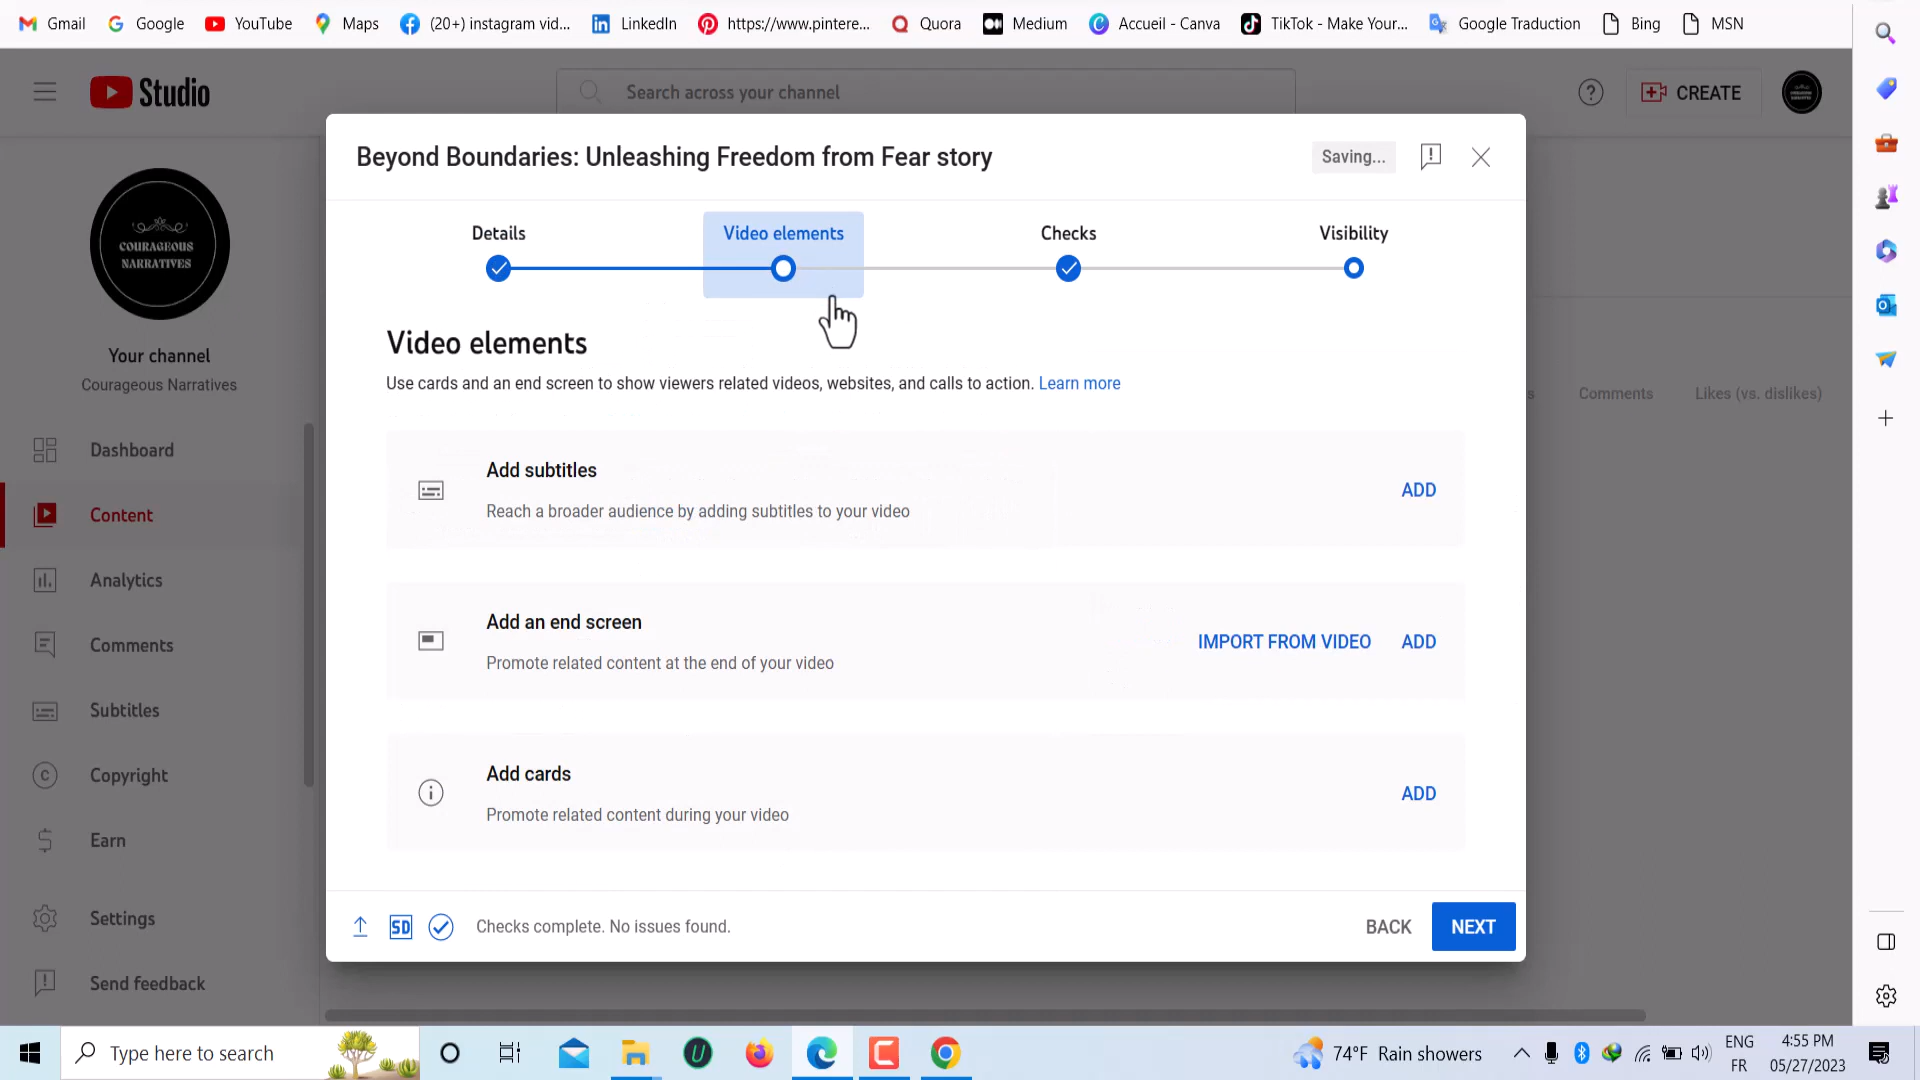 Gmail Google YouTube Maps (20+) instagram vid... LinkedIn https://www.pintere... Quora Medium Accueil - Canva TikTok - Make Your... Google Traduction Bing MSN
Studio
Search across your channel
CREATE
Beyond Boundaries: Unleashing Freedom from Fear story
Saving...
Details
Video elements
Checks
Visibility
COURAGEOUS
NARRATIVES
Your channel
Courageous Narratives
Dashboard
Content
Analytics
Comments
Subtitles
Copyright
Earn
Settings
Send feedback
Video elements
Use cards and an end screen to show viewers related videos, websites, and calls to action. Learn more
Comments
Likes (vs. dislikes)
Add subtitles
Reach a broader audience by adding subtitles to your video
ADD
Add an end screen
Promote related content at the end of your video
IMPORT FROM VIDEO
ADD
Add cards
Promote related content during your video
ADD
SD
Checks complete. No issues found.
BACK
NEXT
Type here to search
74°F Rain showers
ENG
FR
4:55 PM
05/27/2023